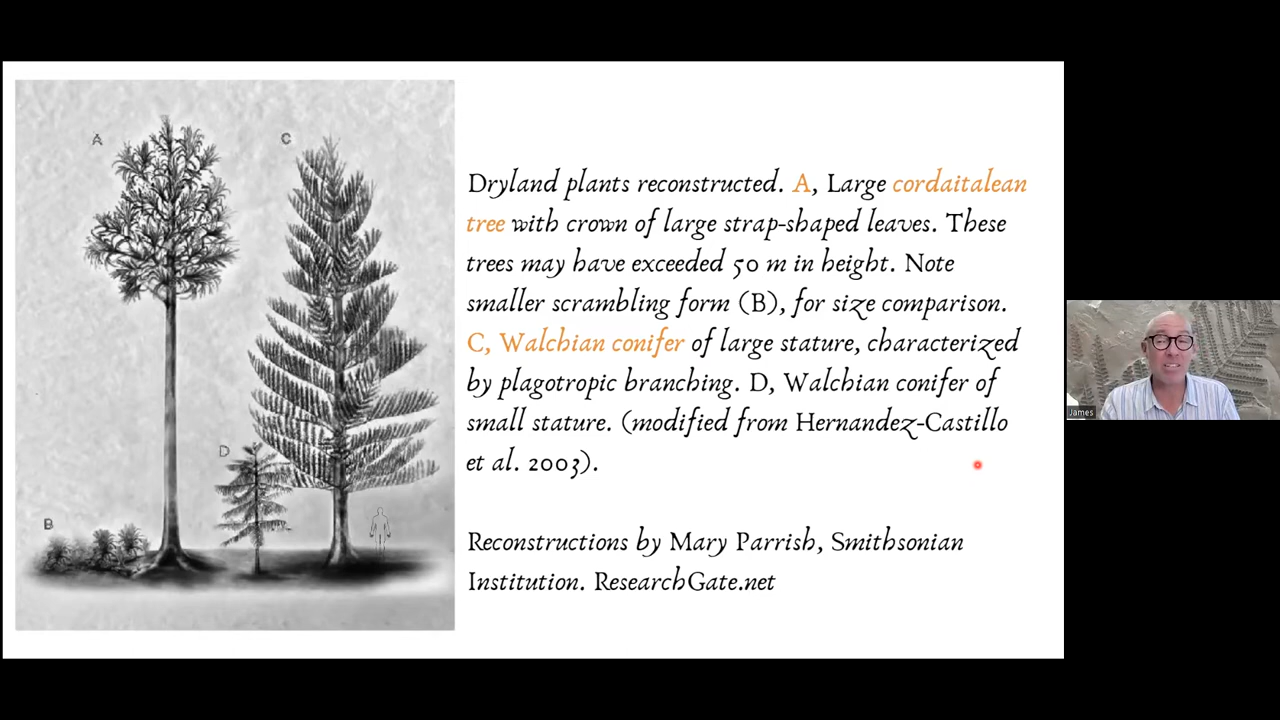 A
C
D
B
Dryland plants reconstructed. A, Large cordaitalean
tree with crown of large strap-shaped leaves. These
trees may have exceeded 50 m in height. Note
smaller scrambling form (B), for size comparison.
C, Walchian conifer of large stature, characterized
by plagotropic branching. D, Walchian conifer of
small stature. (modified from Hernandez-Castillo
et al. 2003).
Reconstructions by Mary Parrish, Smithsonian
Institution. ResearchGate.net
James